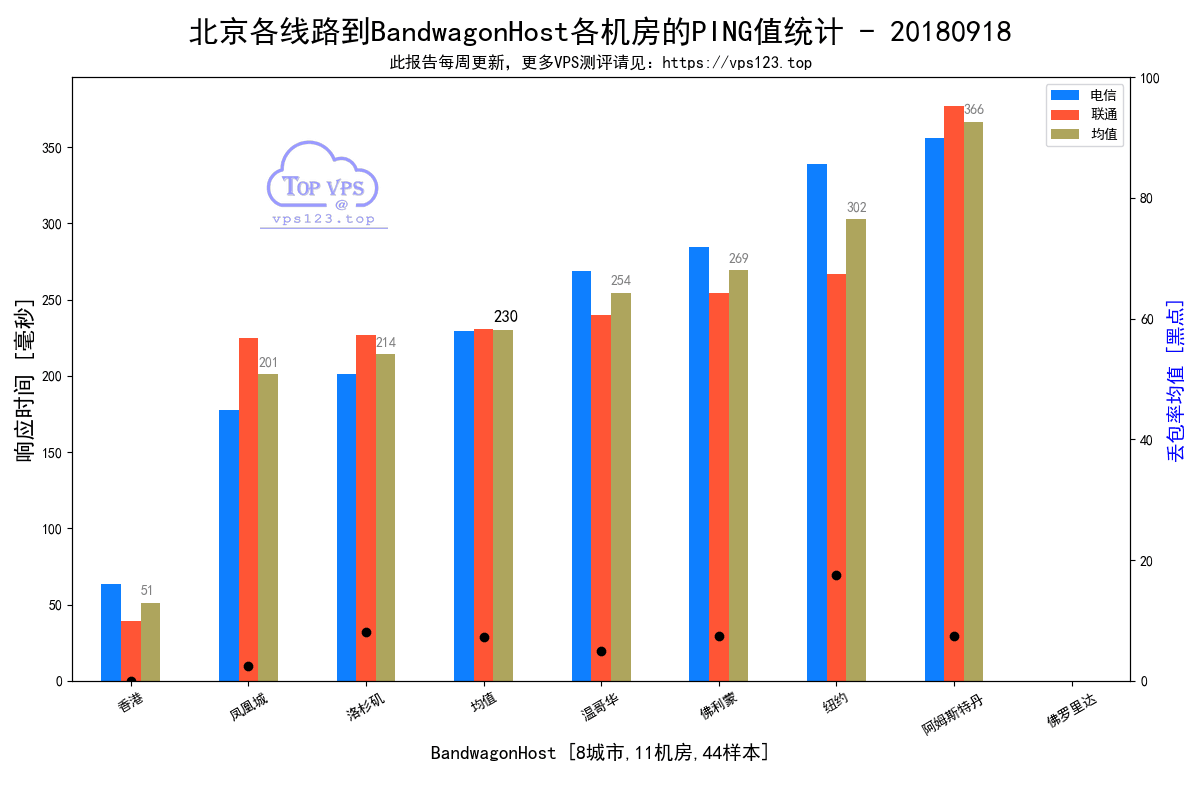 北京各线路到BandwagonHost各机房的PING值统计 - 20180918
此报告每周更新，更多VPS测评请见：https://vps123.top
电信
联通
均值
TOP VPS
@
vps123.top
响应时间 [毫秒]
350
300
250
200
150
100
50
0
51
201
214
230
254
269
302
366
100
80
60
40
20
0
丢包率均值 [黑点]
香港
凤凰城
洛杉矶
均值
温哥华
佛利蒙
纽约
阿姆斯特丹
佛罗里达
BandwagonHost [8城市,11机房,44样本]